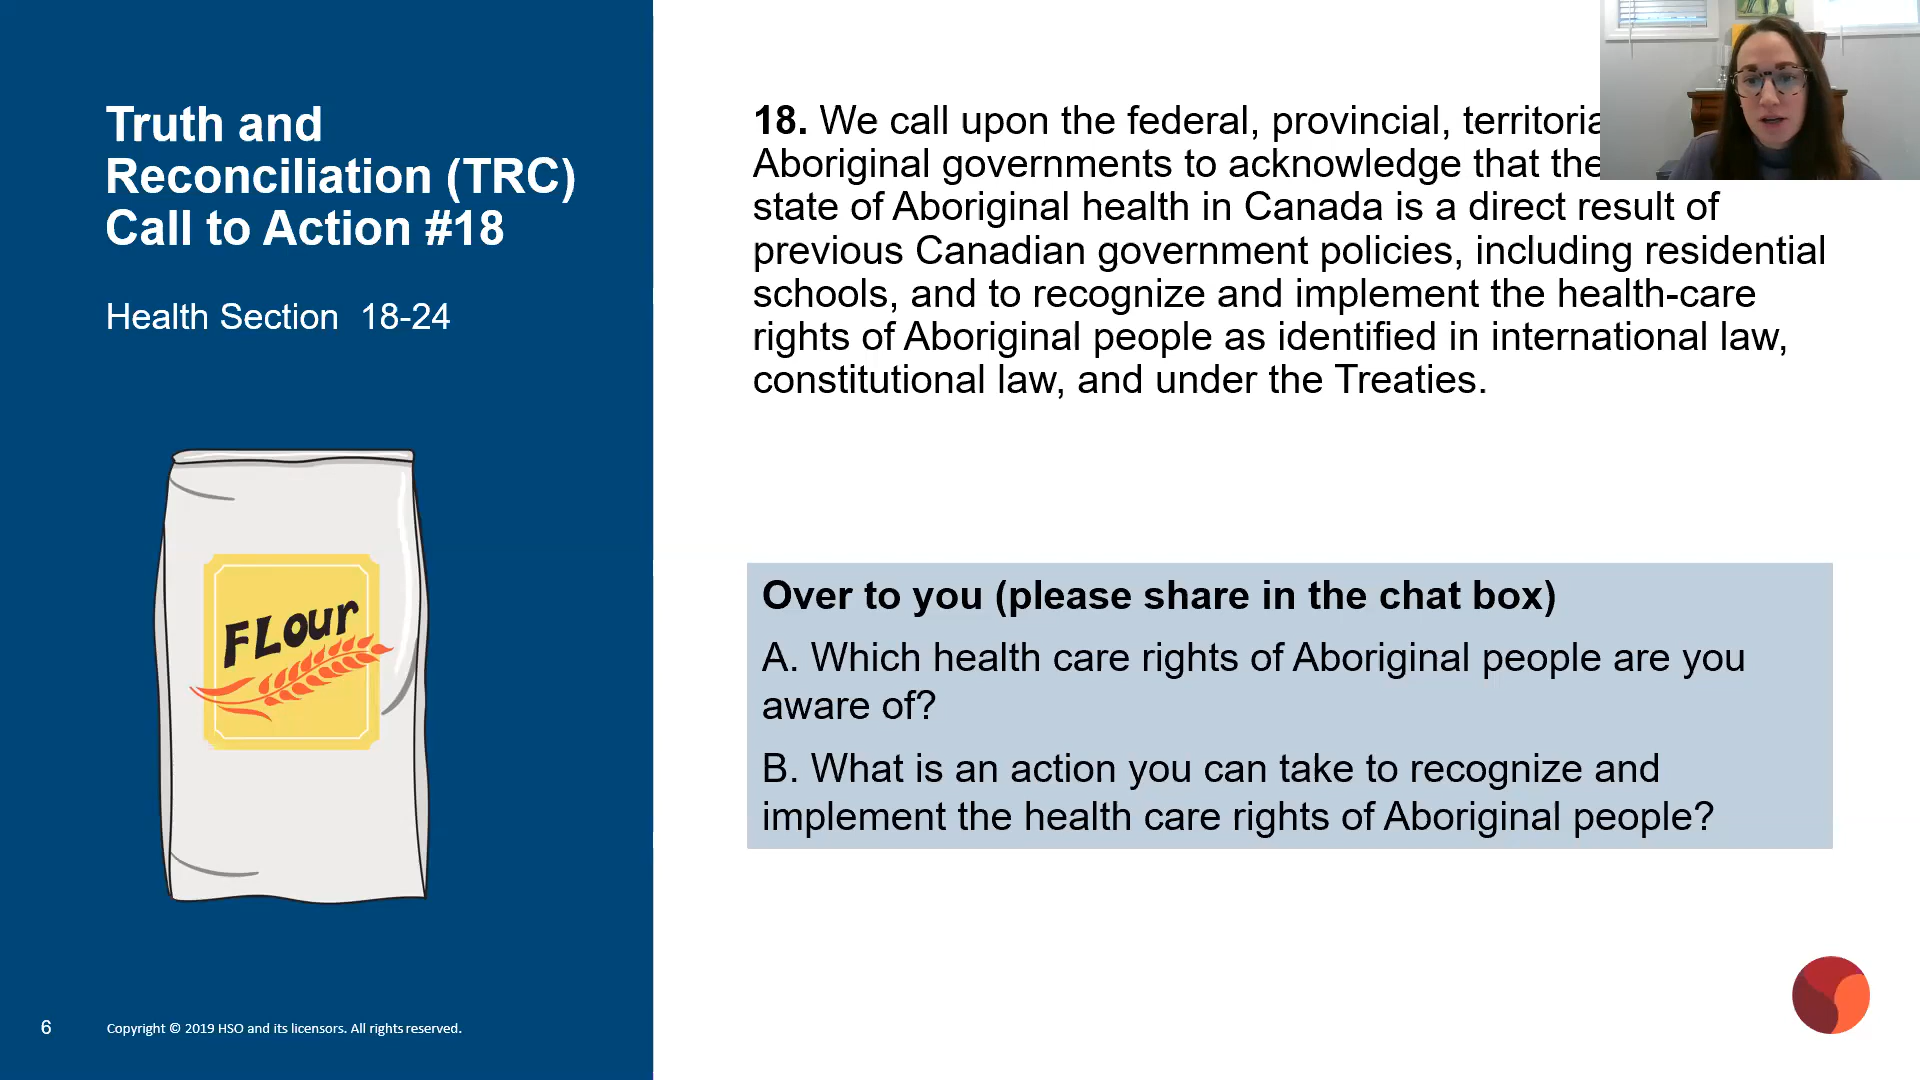 Truth and
Reconciliation (TRC)
Call to Action #18
Health Section 18-24
FLour
6
Copyright © 2019 HSO and its licensors. All rights reserved.
18. We call upon the federal, provincial,
Aboriginal governments to acknowledge that the
state of Aboriginal health in Canada is a direct result of
previous Canadian government policies, including residential
schools, and to recognize and implement the health-care
rights of Aboriginal people as identified in international law,
constitutional law, and under the Treaties.
Over to you (please share in the chat box)
A. Which health care rights of Aboriginal people are you
aware of?
B. What is an action you can take to recognize and
implement the health care rights of Aboriginal people?